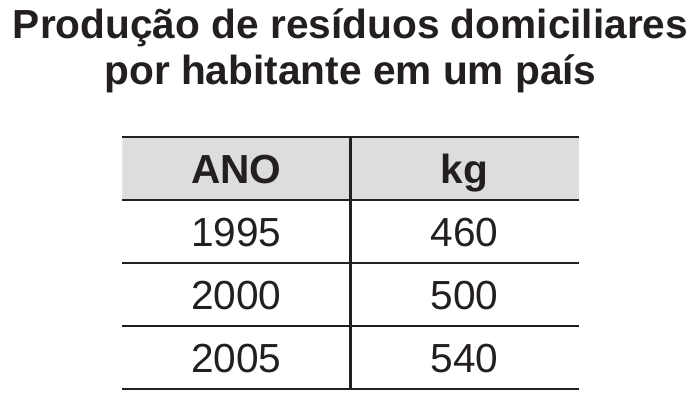 Produção de resíduos domiciliares
por habitante em um país
ANO kg
1995 460
2000 500
2005 540